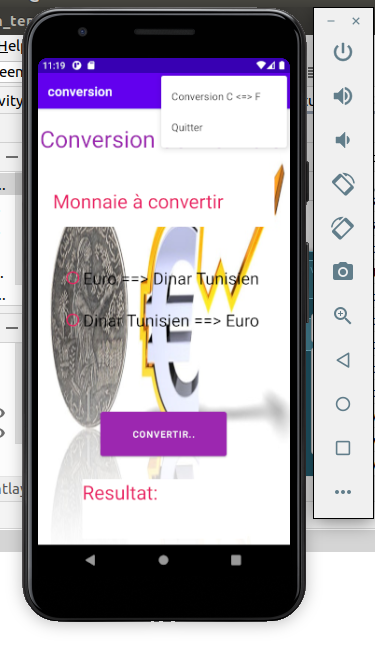 11:19
conversion
Conversion C <=> F
Quitter
Conversion
Monnaie à convertir
Euro ==> Dinar Tunisien
Dinar Tunisien ==> Euro
CONVERTIR..
Resultat: